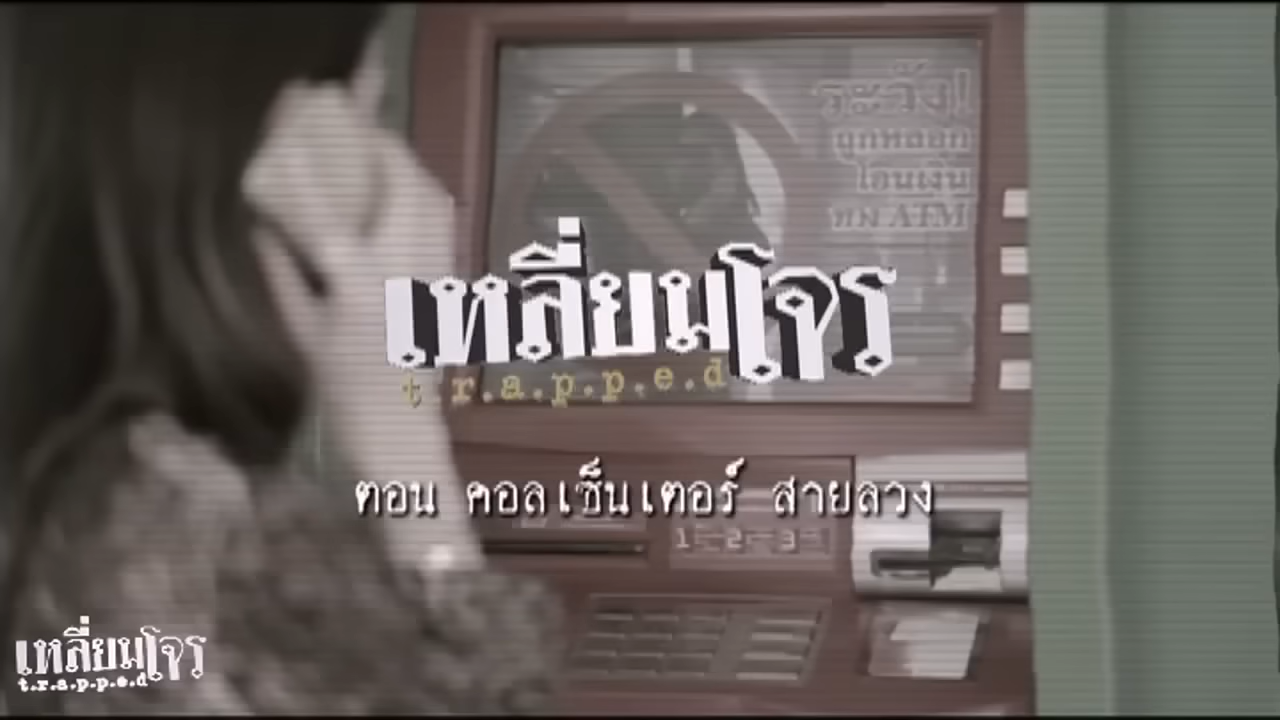 ระวัง!
ถูกหลอก
โอนเงิน
ทาง ATM
เหลี่ยมโจร
t.r.a.p.p.e.d
ตอน คอลเซ็นเตอร์ สายลวง
1 2 3
เหลี่ยมโจร
t.r.a.p.p.e.d